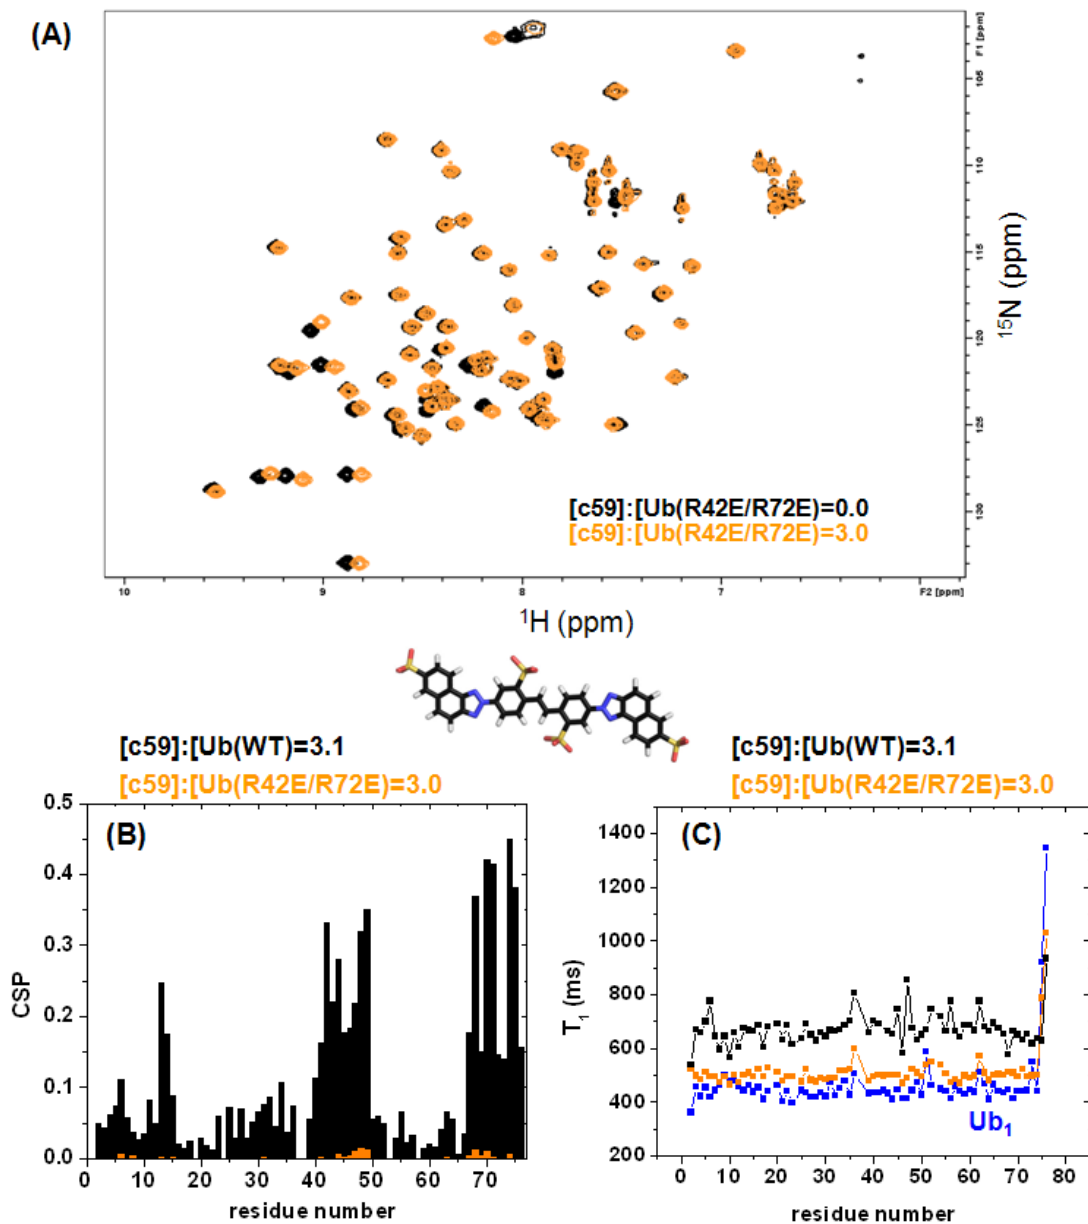 (A)
F1 [ppm]
105
110
115
120
125
130
15N (ppm)
[c59]:[Ub(R42E/R72E)=0.0
[c59]:[Ub(R42E/R72E)=3.0
10 9 8 7 F2 [ppm]
1H (ppm)
[c59]:[Ub(WT)=3.1
[c59]:[Ub(R42E/R72E)=3.0
[c59]:[Ub(WT)=3.1
[c59]:[Ub(R42E/R72E)=3.0
(B)
CSP
0.5
0.4
0.3
0.2
0.1
0.0
0 10 20 30 40 50 60 70
residue number
(C)
T1 (ms)
1400
1200
1000
800
600
400
200
Ub1
0 10 20 30 40 50 60 70 80
residue number